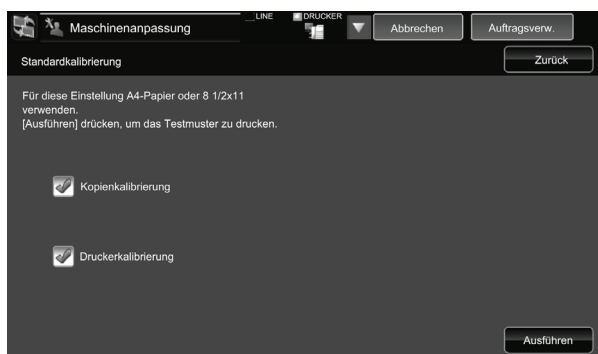 Maschinenanpassung
LINE
DRUCKER
Abbrechen
Auftragsverw.
Standardkalibrierung
Zurück
Für diese Einstellung A4-Papier oder 8 1/2x11
verwenden.
[Ausführen] drücken, um das Testmuster zu drucken.
Kopienkalibrierung
Druckerkalibrierung
Ausführen